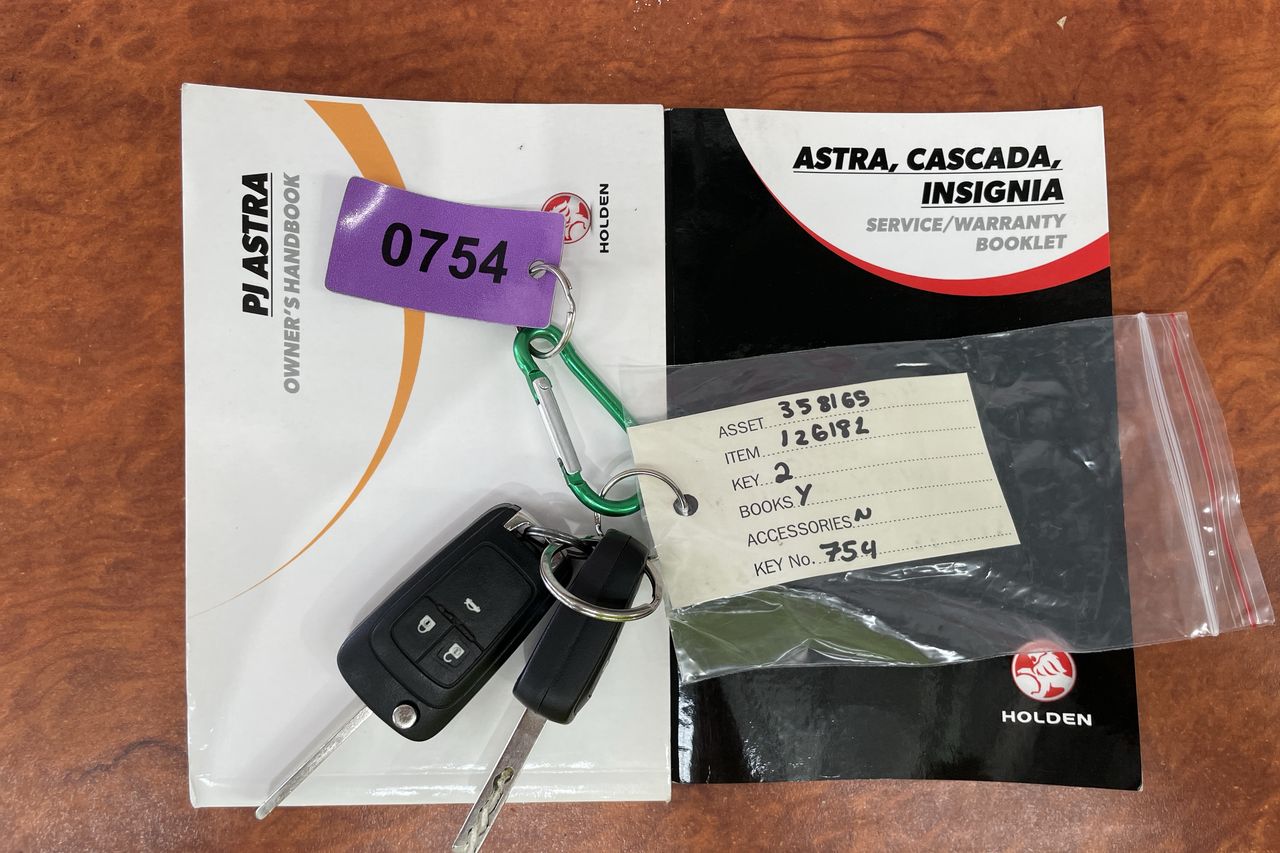 PJ ASTRA
OWNER'S HANDBOOK
HOLDEN
0754
ASTRA, CASCADA,
INSIGNIA
SERVICE/WARRANTY
BOOKLET
ASSET 358165
ITEM 126182
KEY 2
BOOKS Y
ACCESSORIES N
KEY No. 754
HOLDEN